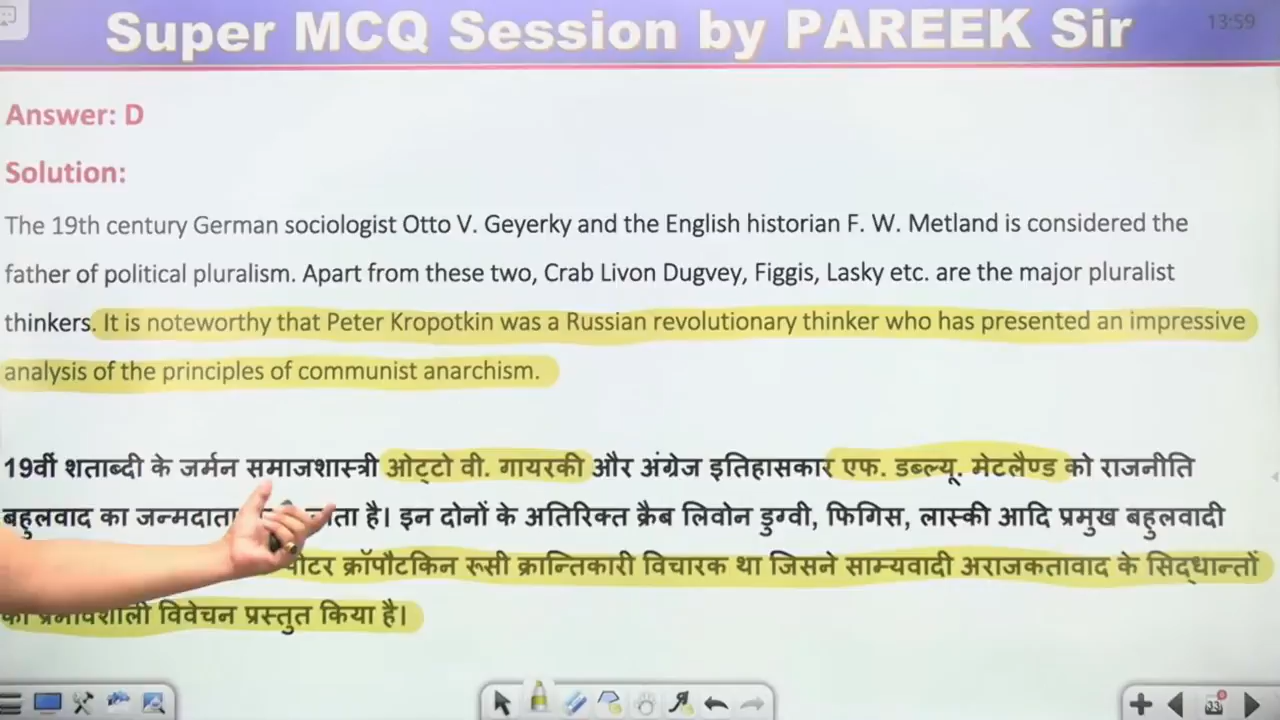 Super MCQ Session by PAREEK Sir
13:59
Answer: D
Solution:
The 19th century German sociologist Otto V. Geyerky and the English historian F. W. Metland is considered the
father of political pluralism. Apart from these two, Crab Livon Dugvey, Figgis, Lasky etc. are the major pluralist
thinkers. It is noteworthy that Peter Kropotkin was a Russian revolutionary thinker who has presented an impressive
analysis of the principles of communist anarchism.
19वीं शताब्दी के जर्मन समाजशास्त्री ओट्टो वी. गायरकी और अंग्रेज इतिहासकार एफ. डब्ल्यू. मेटलैण्ड को राजनीति
बहुलवाद का जन्मदाता है। इन दोनों के अतिरिक्त क्रैब लिवोन डुग्वी, फिगिस, लास्की आदि प्रमुख बहुलवादी
क्रॉपौटकिन रूसी क्रान्तिकारी विचारक था जिसने साम्यवादी अराजकतावाद के सिद्धान्तों
विवेचन प्रस्तुत किया है।
33